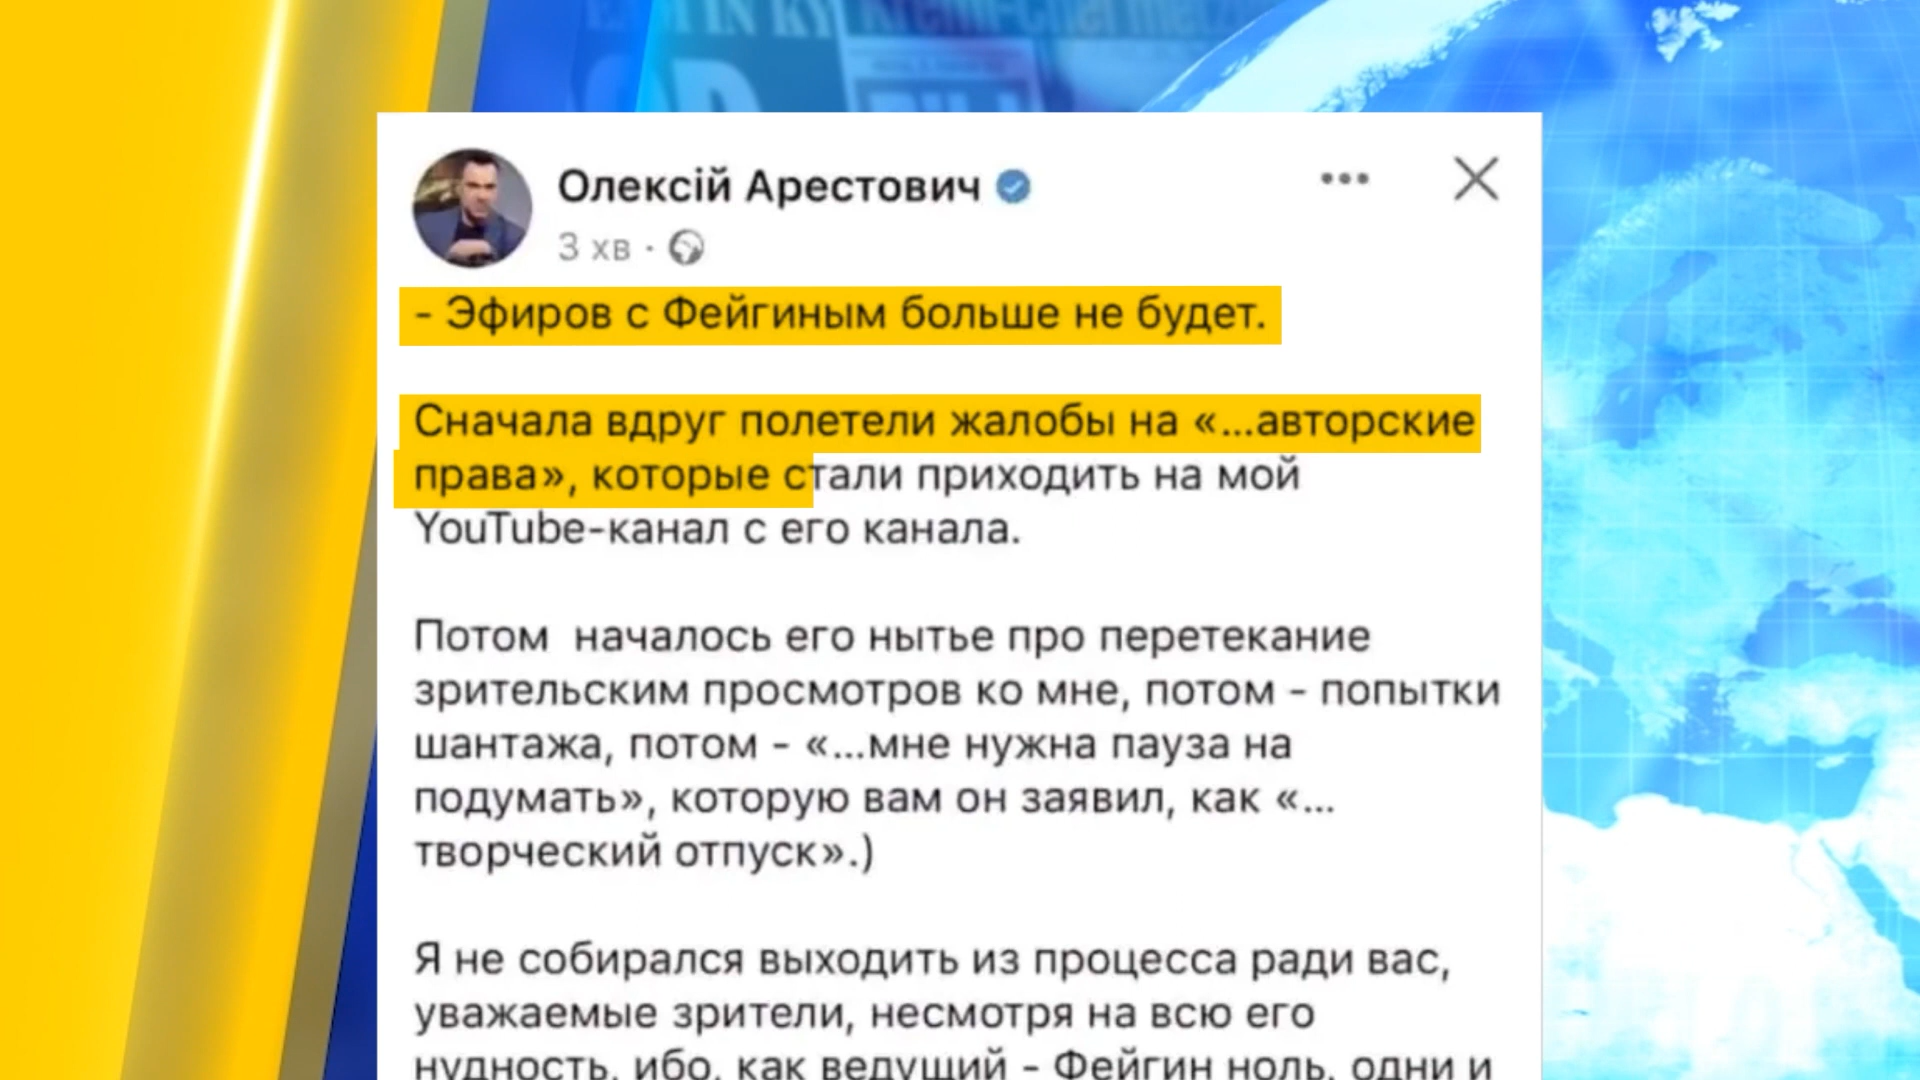 Олексій Арестович
3 хв ·
- Эфиров с Фейгиным больше не будет.
Сначала вдруг полетели жалобы на «...авторские
права», которые стали приходить на мой
YouTube-канал с его канала.
Потом началось его нытье про перетекание
зрительским просмотров ко мне, потом - попытки
шантажа, потом - «...мне нужна пауза на
подумать», которую вам он заявил, как «...
творческий отпуск».)
Я не собирался выходить из процесса ради вас,
уважаемые зрители, несмотря на всю его
нудность, ибо, как ведущий - Фейгин ноль, одни и